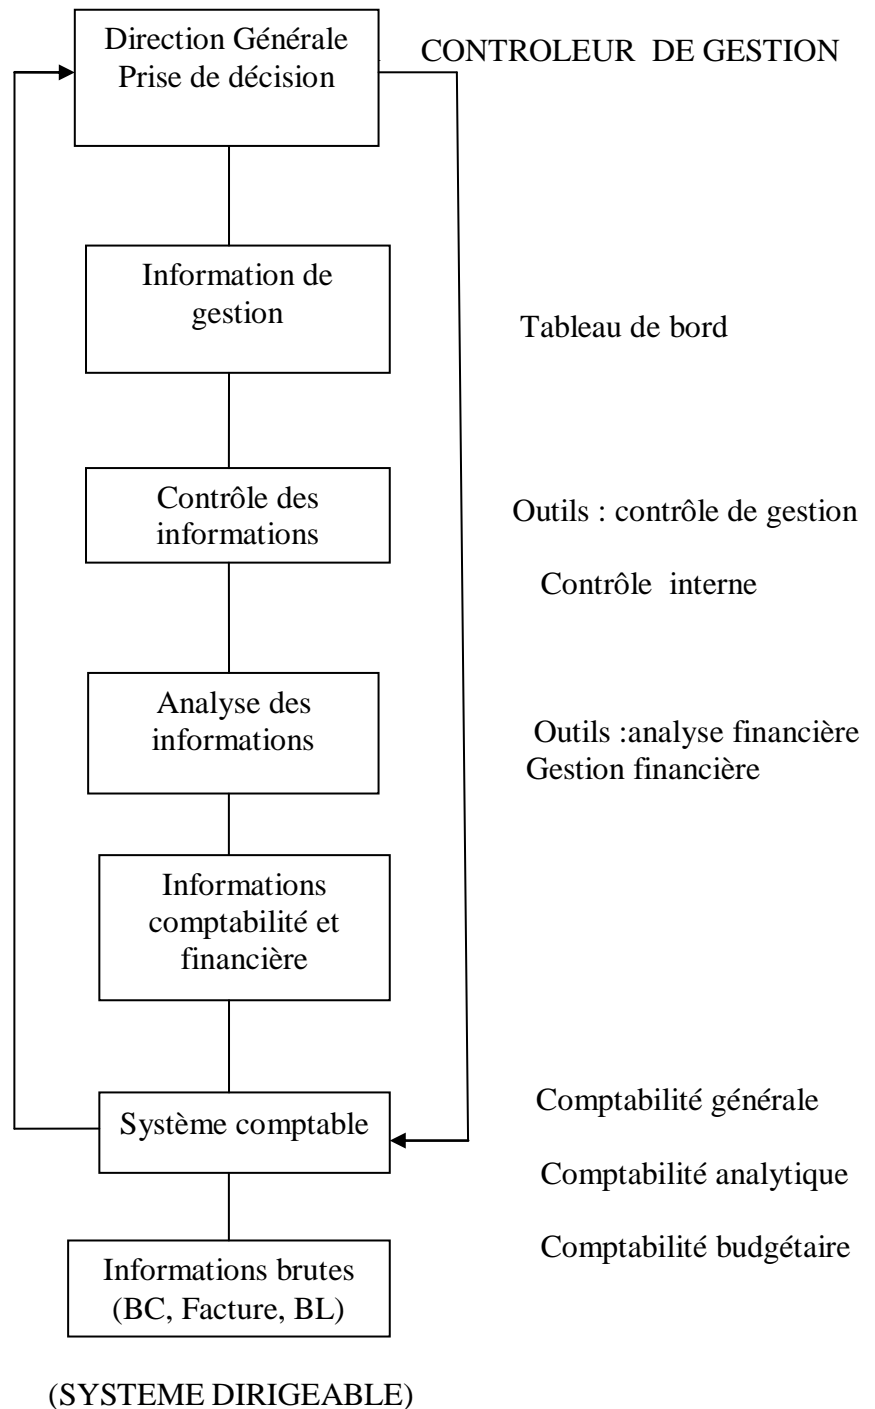 Direction Générale
Prise de décision
CONTROLEUR DE GESTION
Information de
gestion
Tableau de bord
Contrôle des
informations
Outils : contrôle de gestion
Contrôle interne
Analyse des
informations
Outils :analyse financière
Gestion financière
Informations
comptabilité et
financière
Système comptable
Comptabilité générale
Comptabilité analytique
Comptabilité budgétaire
Informations brutes
(BC, Facture, BL)
(SYSTEME DIRIGEABLE)